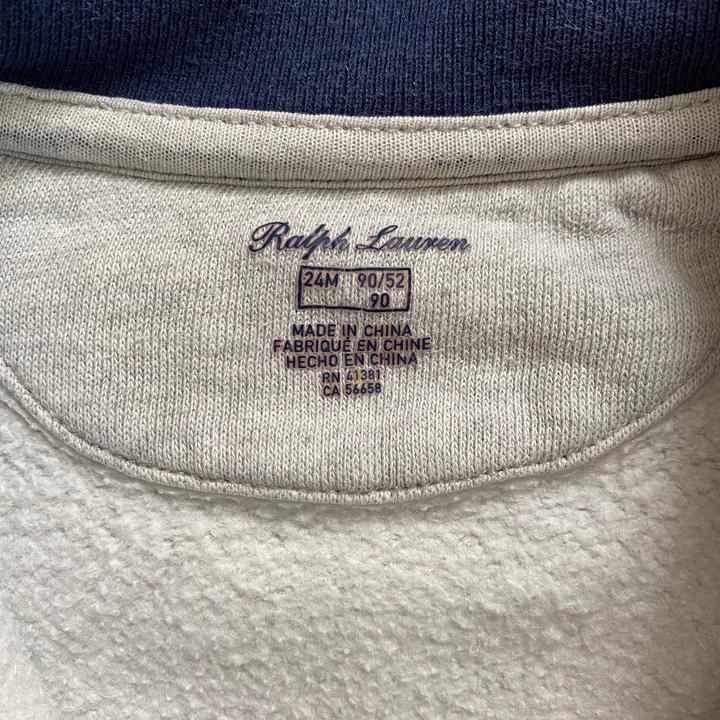 Ralph Lauren
24M 90/52
90
MADE IN CHINA
FABRIQUÉ EN CHINE
HECHO EN CHINA
RN 41381
CA 56658